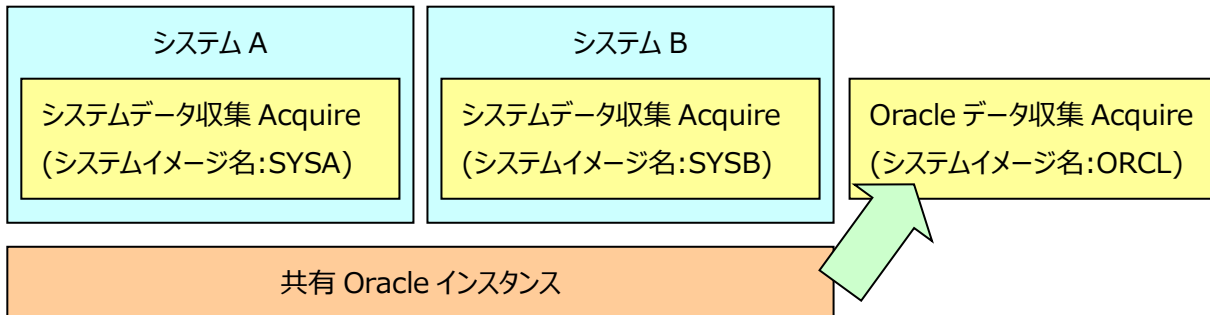 システム A
システムデータ収集 Acquire
(システムイメージ名:SYSA)
システム B
システムデータ収集 Acquire
(システムイメージ名:SYSB)
Oracle データ収集 Acquire
(システムイメージ名:ORCL)
共有 Oracle インスタンス